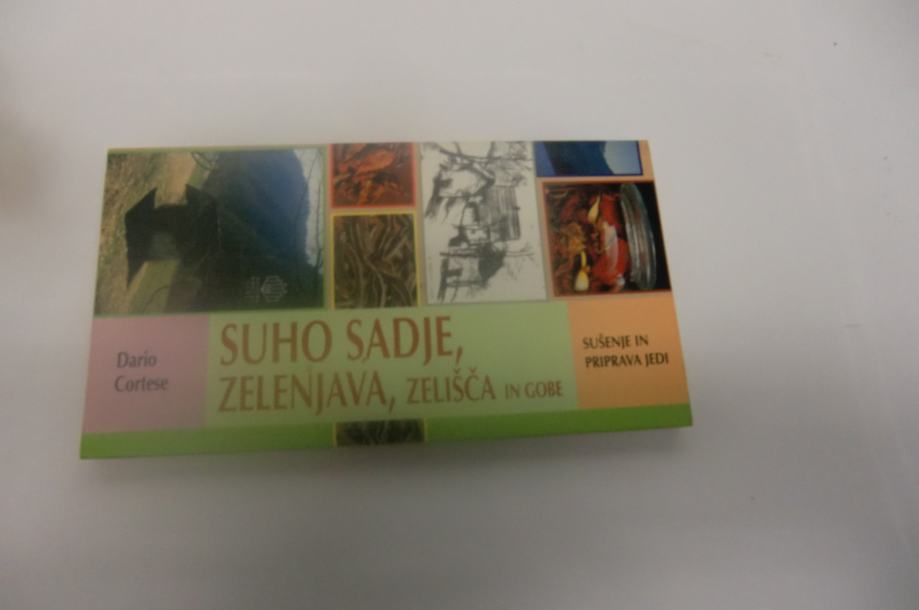 Dario
Cortese
SUHO SADJE,
ZELENJAVA, ZELIŠČA IN GOBE
SUŠENJE IN
PRIPRAVA JEDI